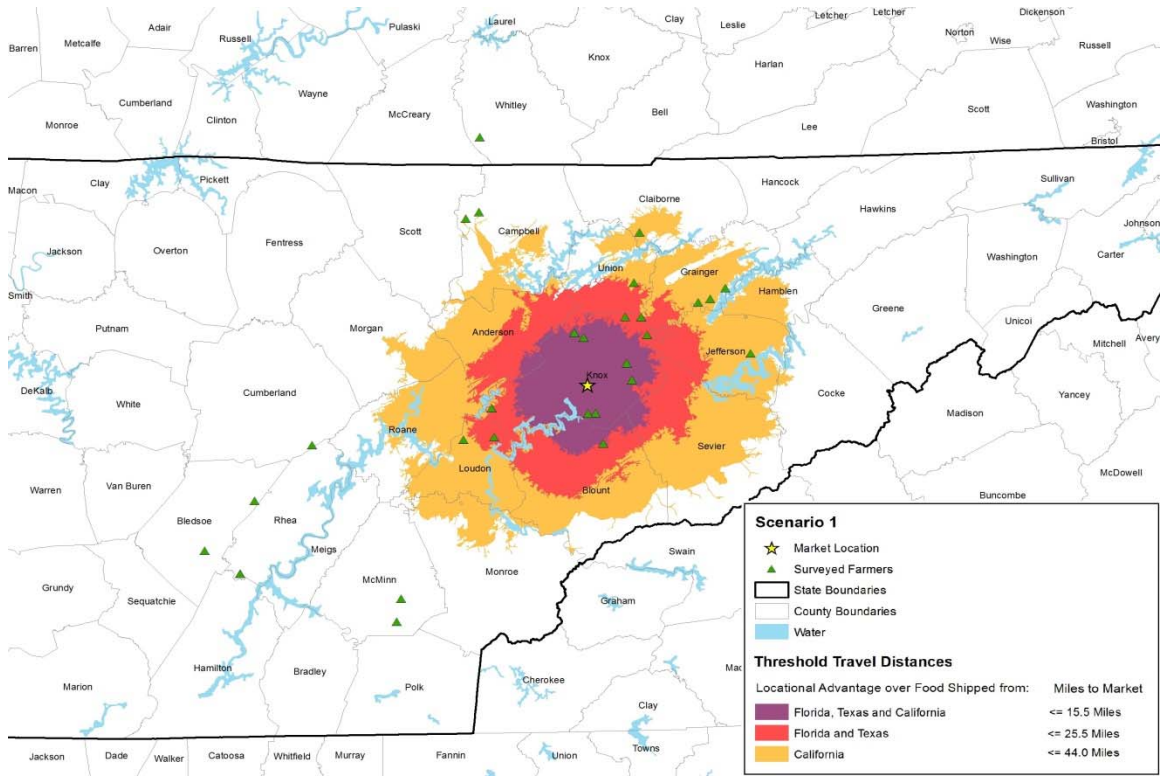 Adair
Pulaski
Laurel
Clay
Leslie
Letcher
Letcher
Dickenson
Barren
Metcalfe
Russell
Knox
Harlan
Norton
Wise
Russell
Wayne
Cumberland
Clinton
McCreary
Whitley
Bell
Lee
Scott
Washington
Monroe
Bristol
Macon
Clay
Pickett
Hancock
Sullivan
Claiborne
Hawkins
Scott
Campbell
Johnson
Jackson
Overton
Fentress
Carter
Union
Grainger
Washington
Smith
Hamblen
Greene
Putnam
Morgan
Anderson
Unicoi
Jefferson
Mitchell
Avery
DeKalb
White
Cumberland
Knox
Cocke
Madison
Yancey
Roane
Sevier
Warren
Van Buren
Loudon
McDowell
Blount
Buncombe
Bledsoe
Rhea
Meigs
Swain
Monroe
McMinn
Grundy
Sequatchie
Graham
Hamilton
Bradley
Cherokee
Mac
Marion
Polk
Clay
Towns
Jackson
Dade
Walker
Catoosa
Whitfield
Murray
Fannin
Union
Scenario 1
Market Location
Surveyed Farmers
State Boundaries
County Boundaries
Water
Threshold Travel Distances
Locational Advantage over Food Shipped from: Miles to Market
Florida, Texas and California <= 15.5 Miles
Florida and Texas <= 25.5 Miles
California <= 44.0 Miles